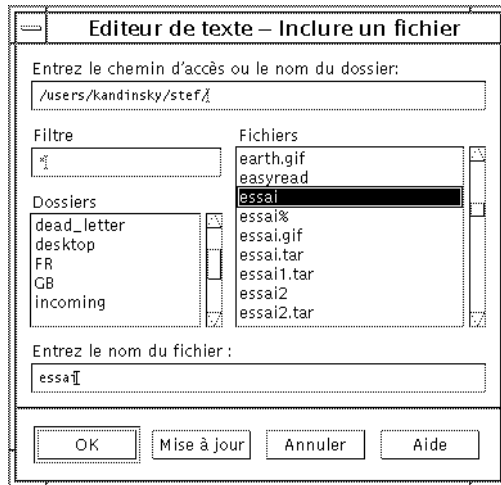 Editeur de texte – Inclure un fichier
Entrez le chemin d'accès ou le nom du dossier:
/users/kandinsky/stef/
Filtre
*
Dossiers
dead_letter
desktop
FR
GB
incoming
Fichiers
earth.gif
easyread
essai
essai%
essai.gif
essai.tar
essai1.tar
essai2
essai2.tar
Entrez le nom du fichier :
essai
OK
Mise à jour
Annuler
Aide